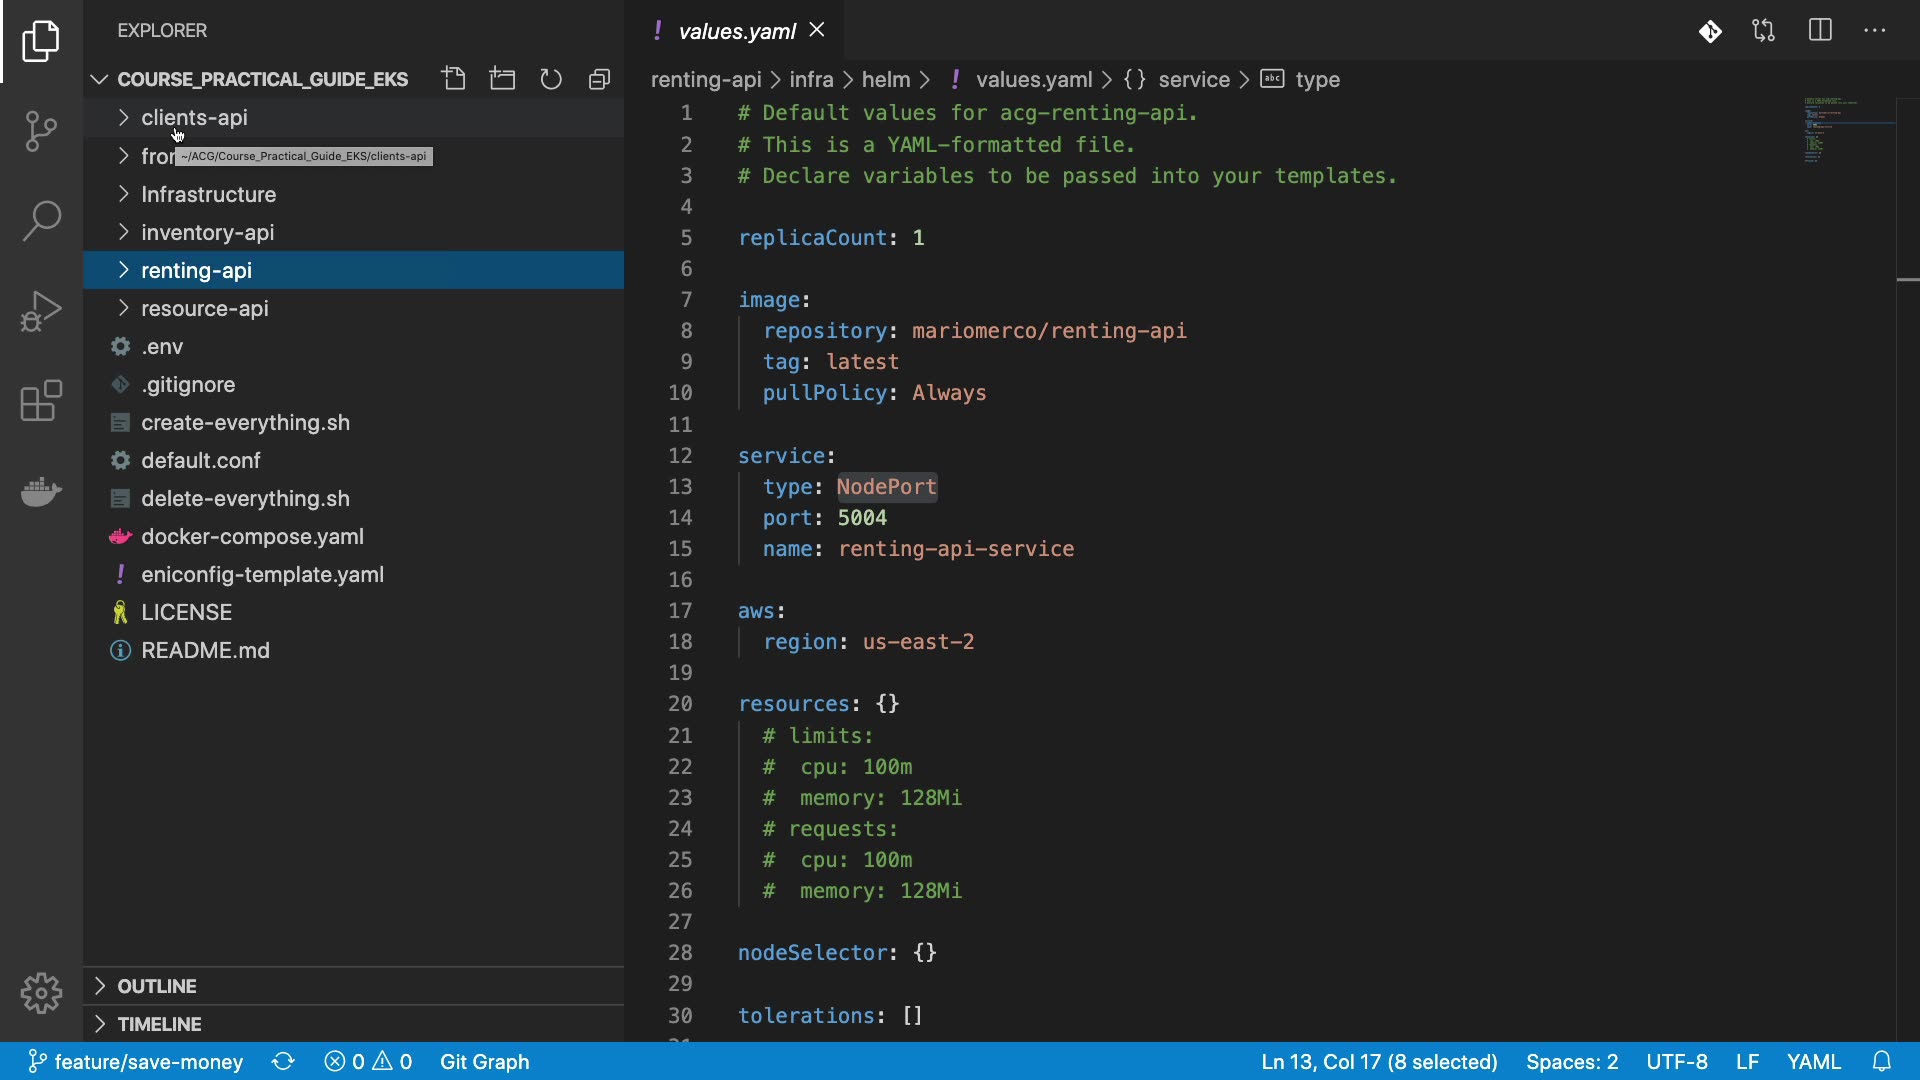 EXPLORER
COURSE_PRACTICAL_GUIDE_EKS
clients-api
fror
~/ACG/Course_Practical_Guide_EKS/clients-api
Infrastructure
inventory-api
renting-api
resource-api
.env
.gitignore
create-everything.sh
default.conf
delete-everything.sh
docker-compose.yaml
! eniconfig-template.yaml
LICENSE
README.md
OUTLINE
TIMELINE
! values.yaml
renting-api > infra > helm > ! values.yaml > {} service > abc type
1 # Default values for acg-renting-api.
2 # This is a YAML-formatted file.
3 # Declare variables to be passed into your templates.
4
5 replicaCount: 1
6
7 image:
8 repository: mariomerco/renting-api
9 tag: latest
10 pullPolicy: Always
11
12 service:
13 type: NodePort
14 port: 5004
15 name: renting-api-service
16
17 aws:
18 region: us-east-2
19
20 resources: {}
21 # limits:
22 #  cpu: 100m
23 #  memory: 128Mi
24 # requests:
25 #  cpu: 100m
26 #  memory: 128Mi
27
28 nodeSelector: {}
29
30 tolerations: []
feature/save-money 0 0 Git Graph Ln 13, Col 17 (8 selected) Spaces: 2 UTF-8 LF YAML